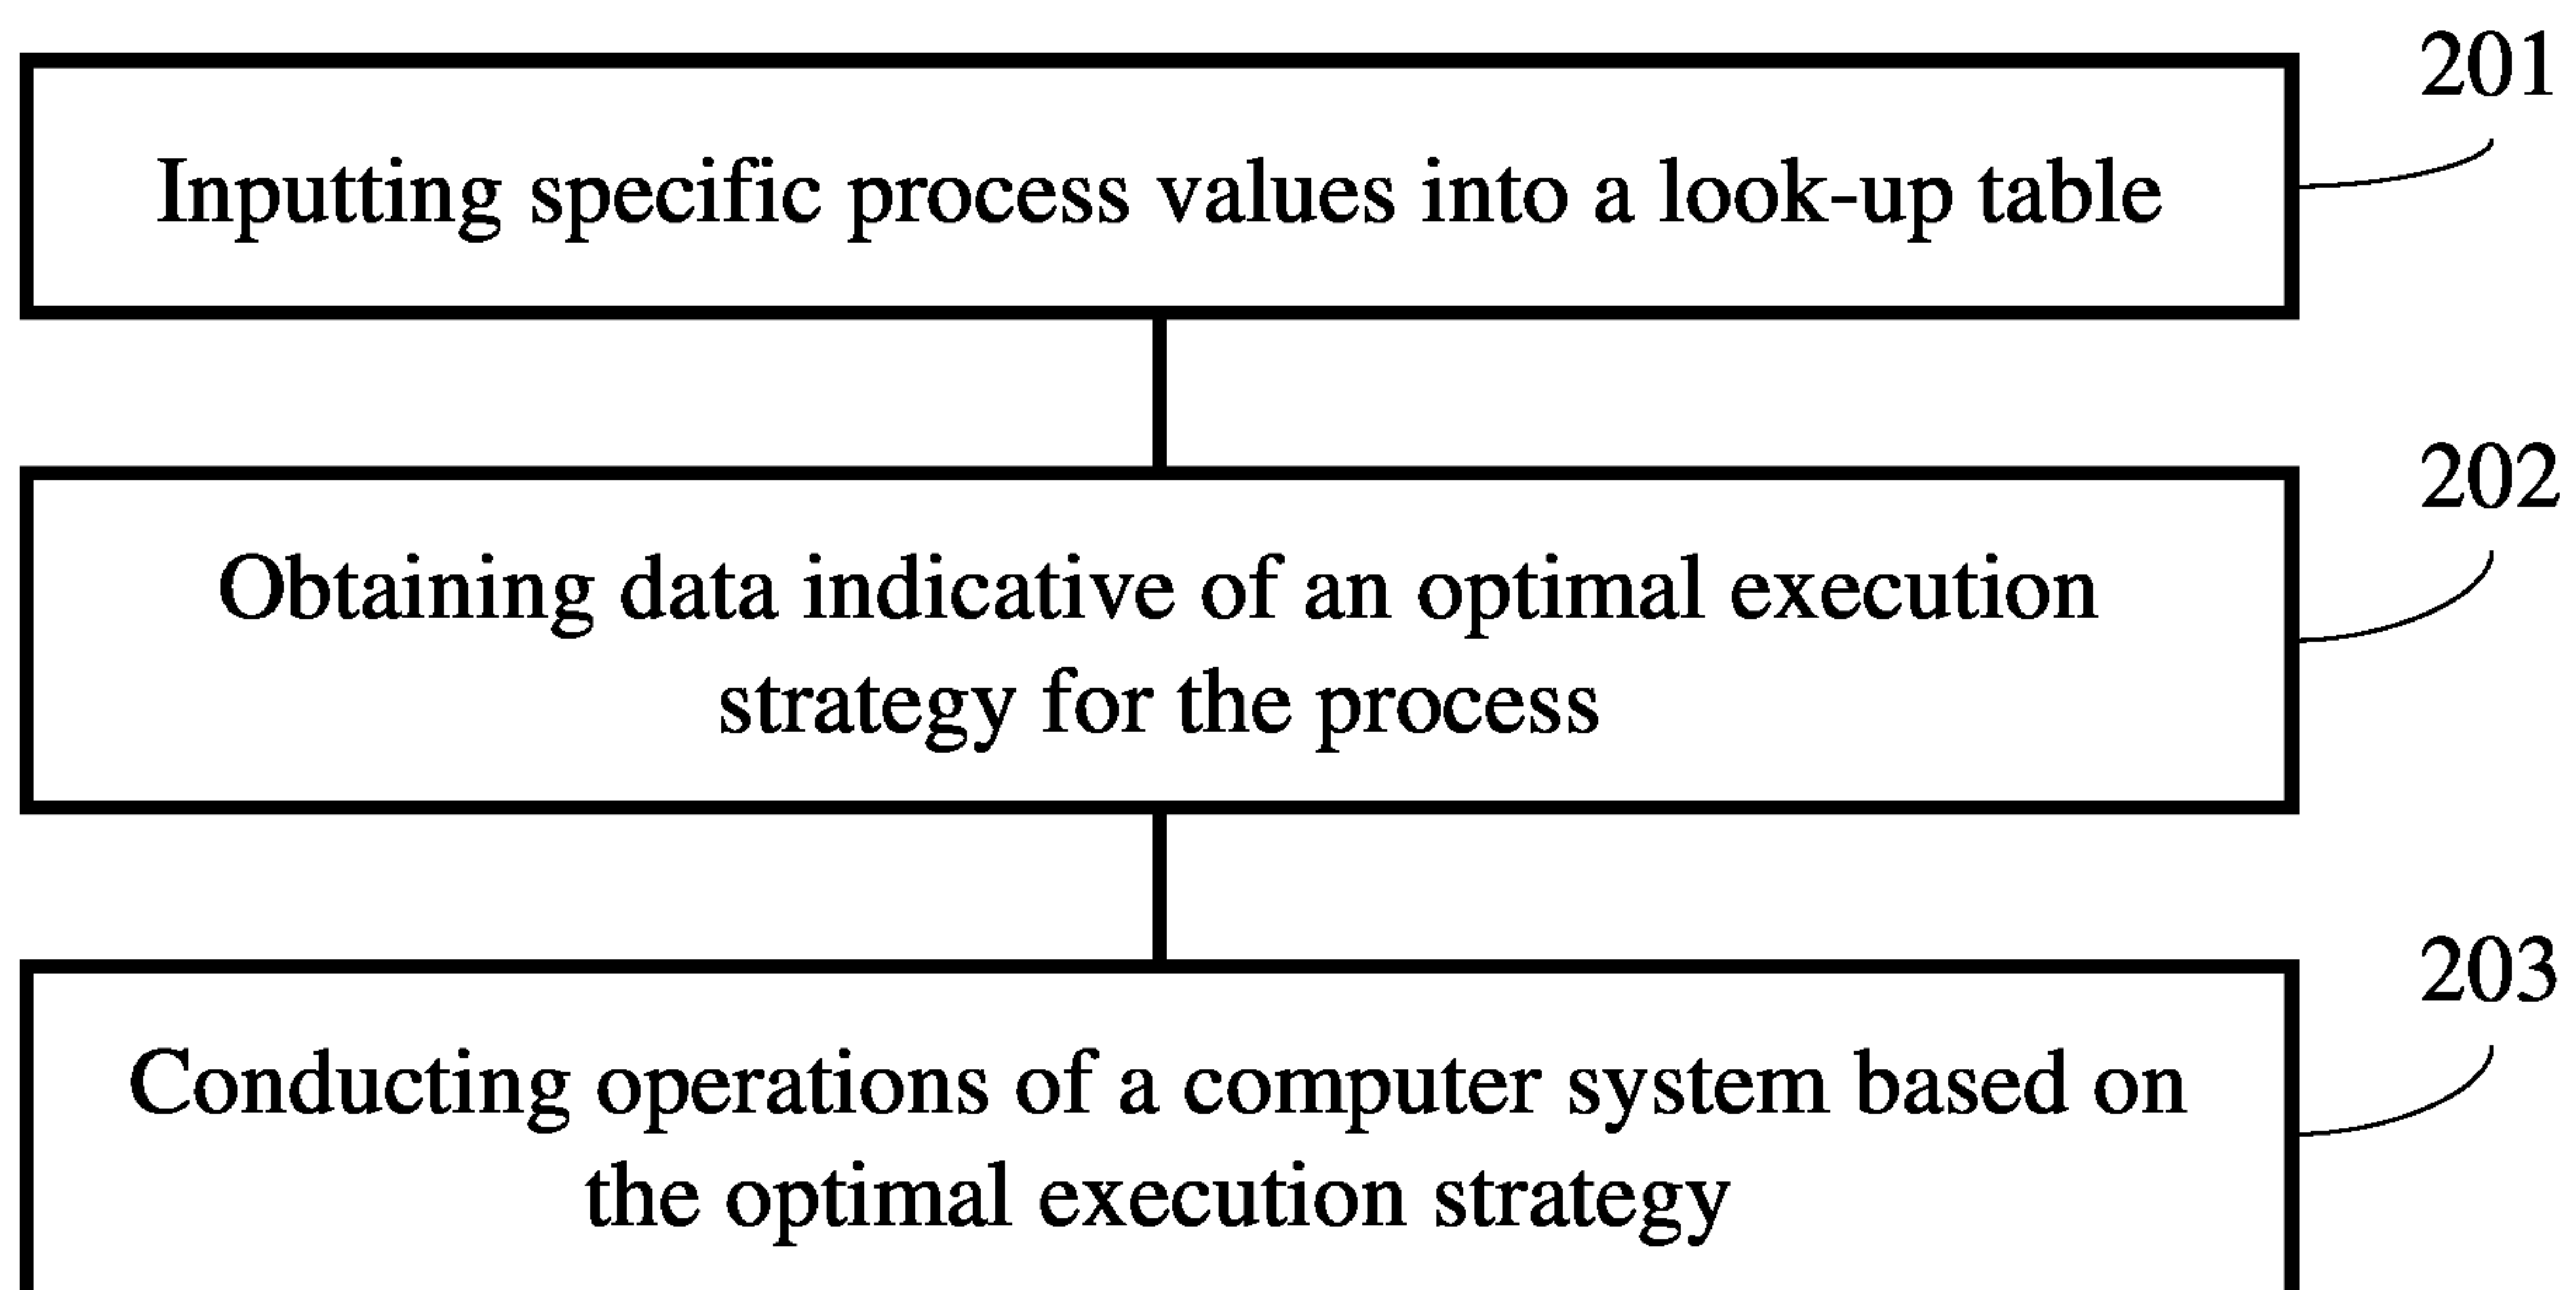 201
Inputting specific process values into a look-up table
202
Obtaining data indicative of an optimal execution
strategy for the process
203
Conducting operations of a computer system based on
the optimal execution strategy